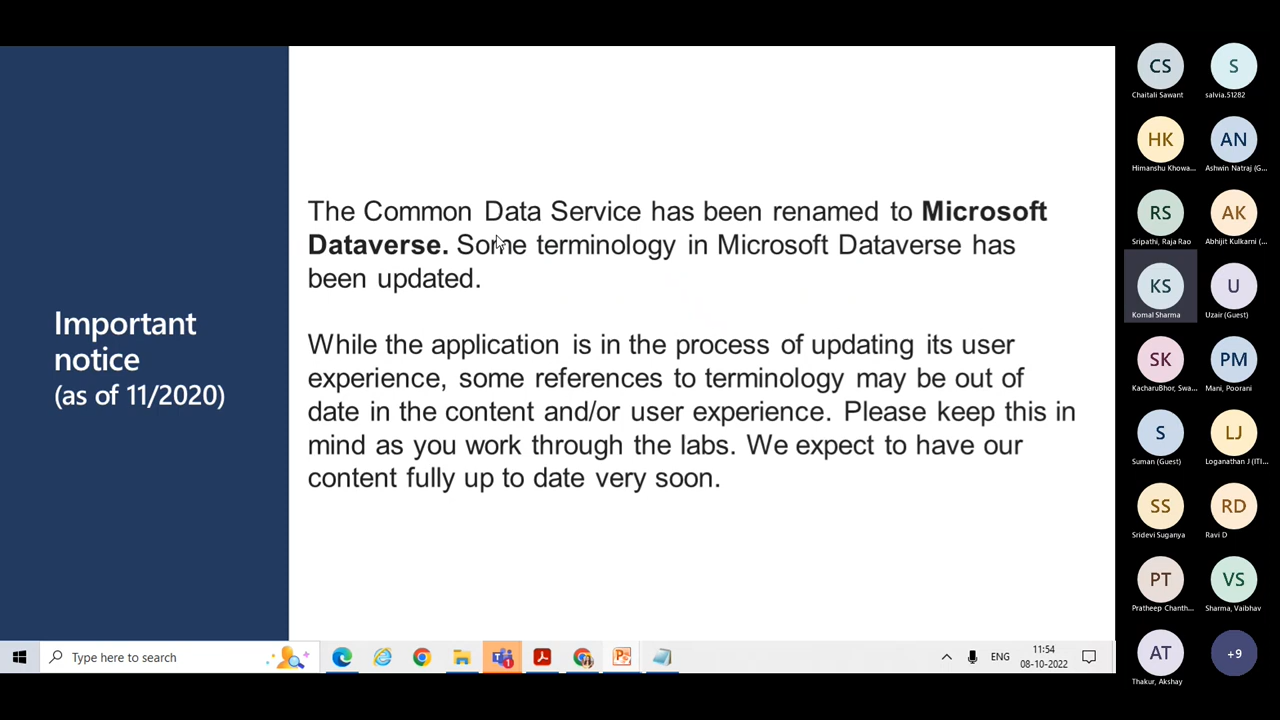 Important
notice
(as of 11/2020)
The Common Data Service has been renamed to Microsoft
Dataverse. Some terminology in Microsoft Dataverse has
been updated.
While the application is in the process of updating its user
experience, some references to terminology may be out of
date in the content and/or user experience. Please keep this in
mind as you work through the labs. We expect to have our
content fully up to date very soon.
CS S
Chaitali Sawant salvia.51282
HK AN
Himanshu Khowa... Ashwin Natraj (G...
RS AK
Sripathi, Raja Rao Abhijit Kulkarni (...
KS U
Komal Sharma Uzair (Guest)
SK PM
KacharuBhor, Swa... Mani, Poorani
S LJ
Suman (Guest) Loganathan J (ITI...
SS RD
Sridevi Suganya Ravi D
PT VS
Pratheep Chanth... Sharma, Vaibhav
AT +9
Thakur, Akshay
Type here to search
ENG
11:54
08-10-2022